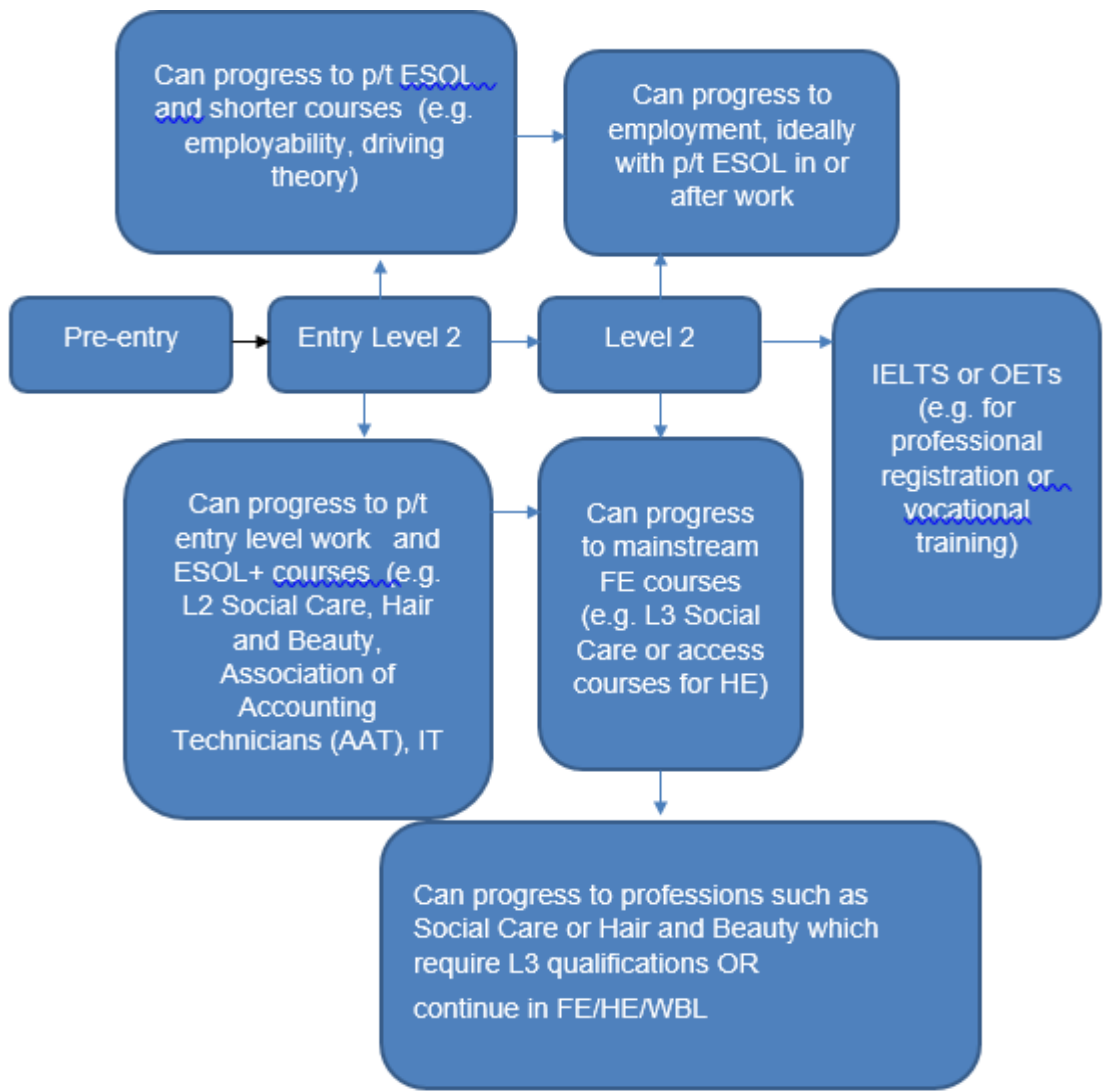 Can progress to p/t ESOL
and shorter courses (e.g.
employability, driving
theory)
Can progress to
employment, ideally
with p/t ESOL in or
after work
Pre-entry
Entry Level 2
Level 2
IELTS or OETs
(e.g. for
professional
registration or
vocational
training)
Can progress to p/t
entry level work and
ESOL+ courses (e.g.
L2 Social Care, Hair
and Beauty,
Association of
Accounting
Technicians (AAT), IT
Can progress
to mainstream
FE courses
(e.g. L3 Social
Care or access
courses for HE)
Can progress to professions such as
Social Care or Hair and Beauty which
require L3 qualifications OR
continue in FE/HE/WBL